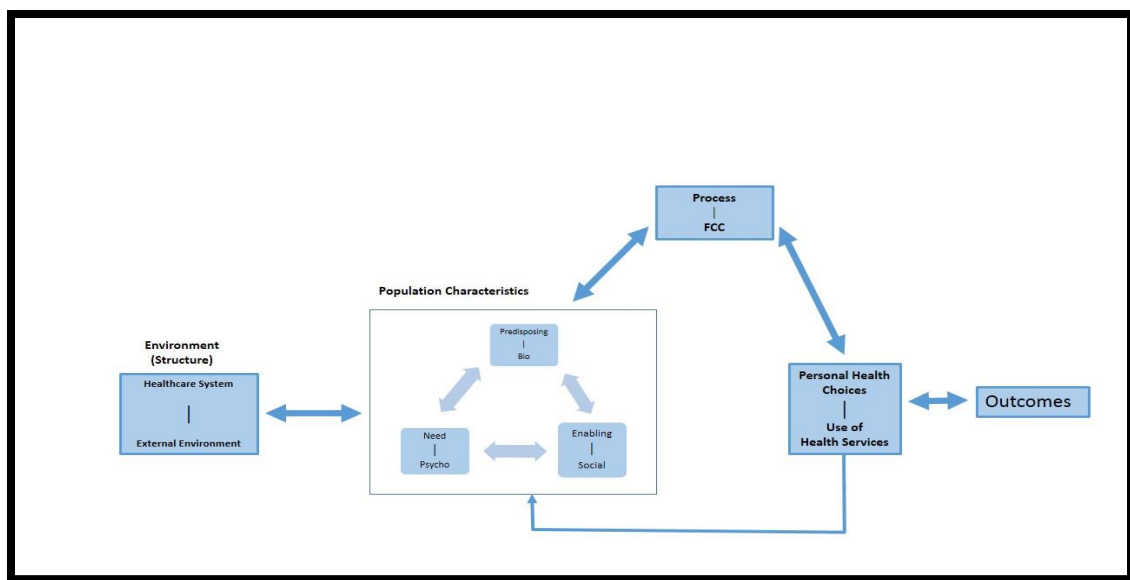 Process
|
FCC
Population Characteristics
Predisposing
|
Bio
Environment
(Structure)
Healthcare System
|
External Environment
Need
|
Psycho
Enabling
|
Social
Personal Health
Choices
|
Use of
Health Services
Outcomes